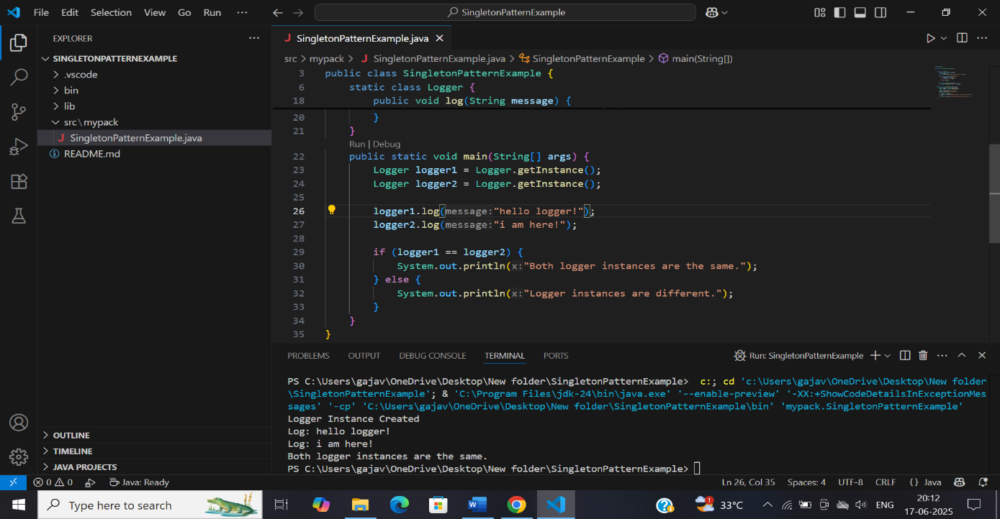 File Edit Selection View Go Run ··· SingletonPatternExample
EXPLORER ···
SINGLETONPATTERNEXAMPLE
.vscode
bin
lib
src\mypack
J SingletonPatternExample.java
README.md
OUTLINE
TIMELINE
JAVA PROJECTS
J SingletonPatternExample.java
src > mypack > J SingletonPatternExample.java > SingletonPatternExample > main(String[])
3 public class SingletonPatternExample {
6 static class Logger {
18 public void log(String message) {
20 }
21 }
Run | Debug
22 public static void main(String[] args) {
23 Logger logger1 = Logger.getInstance();
24 Logger logger2 = Logger.getInstance();
25
26 logger1.log(message:"hello logger!");
27 logger2.log(message:"i am here!");
28
29 if (logger1 == logger2) {
30 System.out.println(x:"Both logger instances are the same.");
31 } else {
32 System.out.println(x:"Logger instances are different.");
33 }
34 }
35 }
PROBLEMS OUTPUT DEBUG CONSOLE TERMINAL PORTS Run: SingletonPatternExample
PS C:\Users\gajav\OneDrive\Desktop\New folder\SingletonPatternExample> c:; cd 'c:\Users\gajav\OneDrive\Desktop\New folder
\SingletonPatternExample'; & 'C:\Program Files\jdk-24\bin\java.exe' '--enable-preview' '-XX:+ShowCodeDetailsInExceptionMes
sages' '-cp' 'C:\Users\gajav\OneDrive\Desktop\New folder\SingletonPatternExample\bin' 'mypack.SingletonPatternExample'
Logger Instance Created
Log: hello logger!
Log: i am here!
Both logger instances are the same.
PS C:\Users\gajav\OneDrive\Desktop\New folder\SingletonPatternExample>
0 0 Java: Ready Ln 26, Col 35 Spaces: 4 UTF-8 CRLF {} Java
Type here to search 1 33°C ENG 20:12
17-06-2025